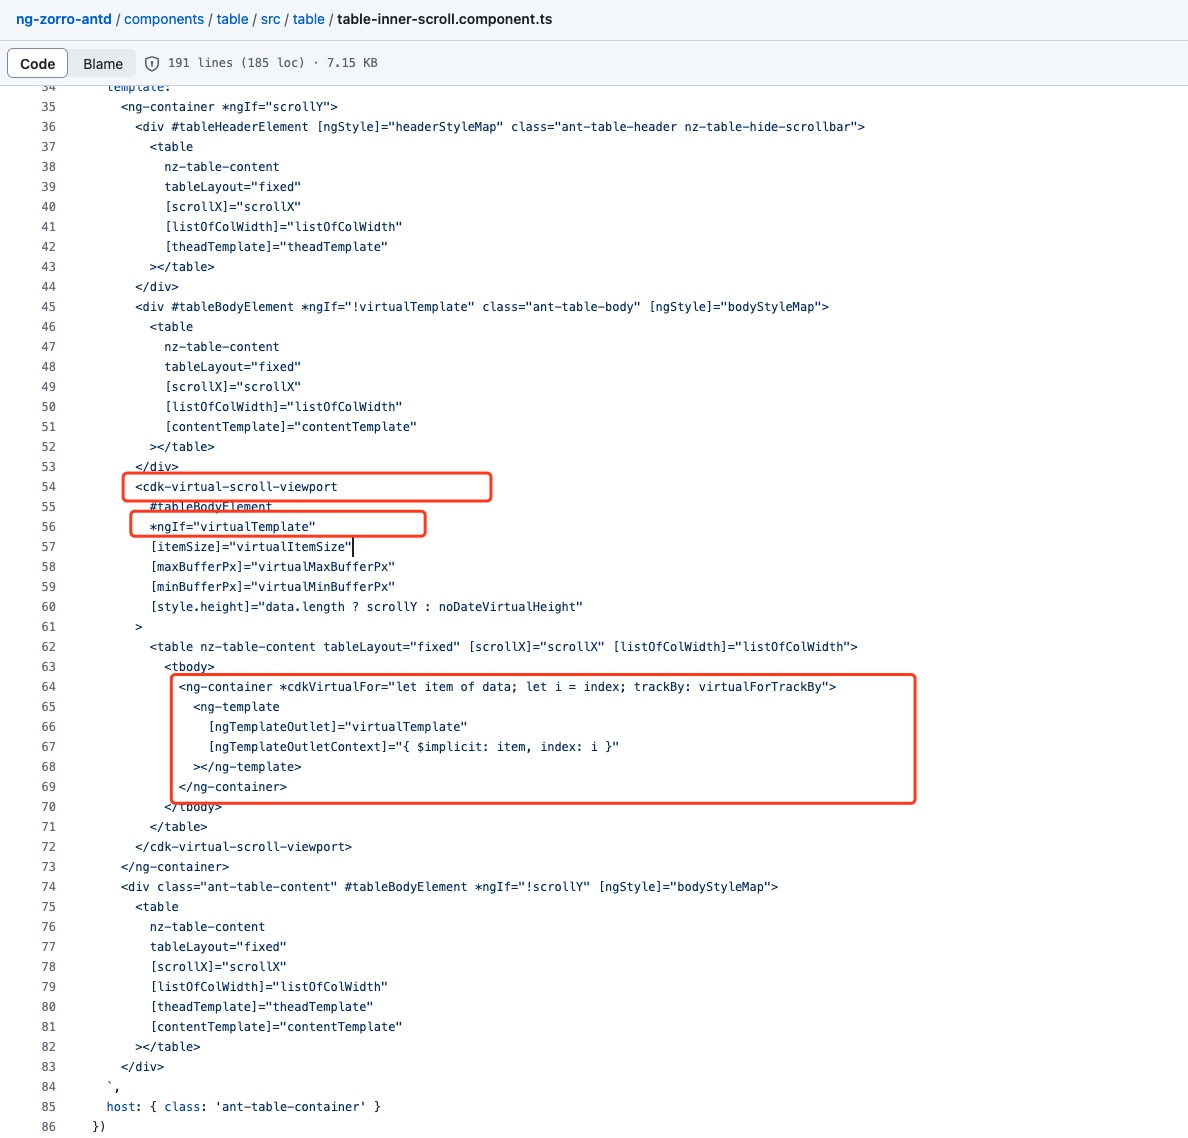 ng-zorro-antd / components / table / src / table / table-inner-scroll.component.ts
Code Blame 191 lines (185 loc) · 7.15 KB
34 template: `
35 <ng-container *ngIf="scrollY">
36 <div #tableHeaderElement [ngStyle]="headerStyleMap" class="ant-table-header nz-table-hide-scrollbar">
37 <table
38 nz-table-content
39 tableLayout="fixed"
40 [scrollX]="scrollX"
41 [listOfColWidth]="listOfColWidth"
42 [theadTemplate]="theadTemplate"
43 ></table>
44 </div>
45 <div #tableBodyElement *ngIf="!virtualTemplate" class="ant-table-body" [ngStyle]="bodyStyleMap">
46 <table
47 nz-table-content
48 tableLayout="fixed"
49 [scrollX]="scrollX"
50 [listOfColWidth]="listOfColWidth"
51 [contentTemplate]="contentTemplate"
52 ></table>
53 </div>
54 <cdk-virtual-scroll-viewport
55 #tableBodyElement
56 *ngIf="virtualTemplate"
57 [itemSize]="virtualItemSize"
58 [maxBufferPx]="virtualMaxBufferPx"
59 [minBufferPx]="virtualMinBufferPx"
60 [style.height]="data.length ? scrollY : noDateVirtualHeight"
61 >
62 <table nz-table-content tableLayout="fixed" [scrollX]="scrollX" [listOfColWidth]="listOfColWidth">
63 <tbody>
64 <ng-container *cdkVirtualFor="let item of data; let i = index; trackBy: virtualForTrackBy">
65 <ng-template
66 [ngTemplateOutlet]="virtualTemplate"
67 [ngTemplateOutletContext]="{ $implicit: item, index: i }"
68 ></ng-template>
69 </ng-container>
70 </tbody>
71 </table>
72 </cdk-virtual-scroll-viewport>
73 </ng-container>
74 <div class="ant-table-content" #tableBodyElement *ngIf="!scrollY" [ngStyle]="bodyStyleMap">
75 <table
76 nz-table-content
77 tableLayout="fixed"
78 [scrollX]="scrollX"
79 [listOfColWidth]="listOfColWidth"
80 [theadTemplate]="theadTemplate"
81 [contentTemplate]="contentTemplate"
82 ></table>
83 </div>
84 `,
85 host: { class: 'ant-table-container' }
86 })